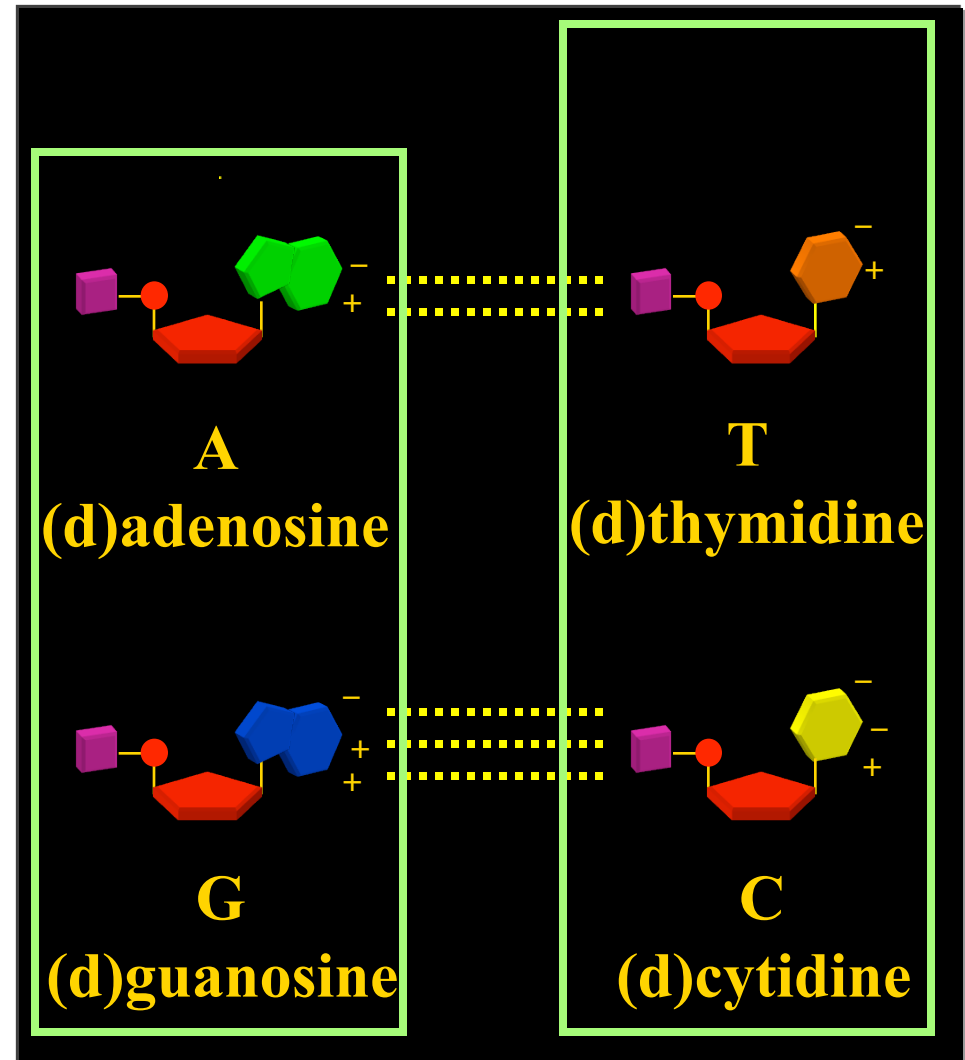 −
+
−
+
A
(d)adenosine
T
(d)thymidine
−
+
+
−
−
+
G
(d)guanosine
C
(d)cytidine